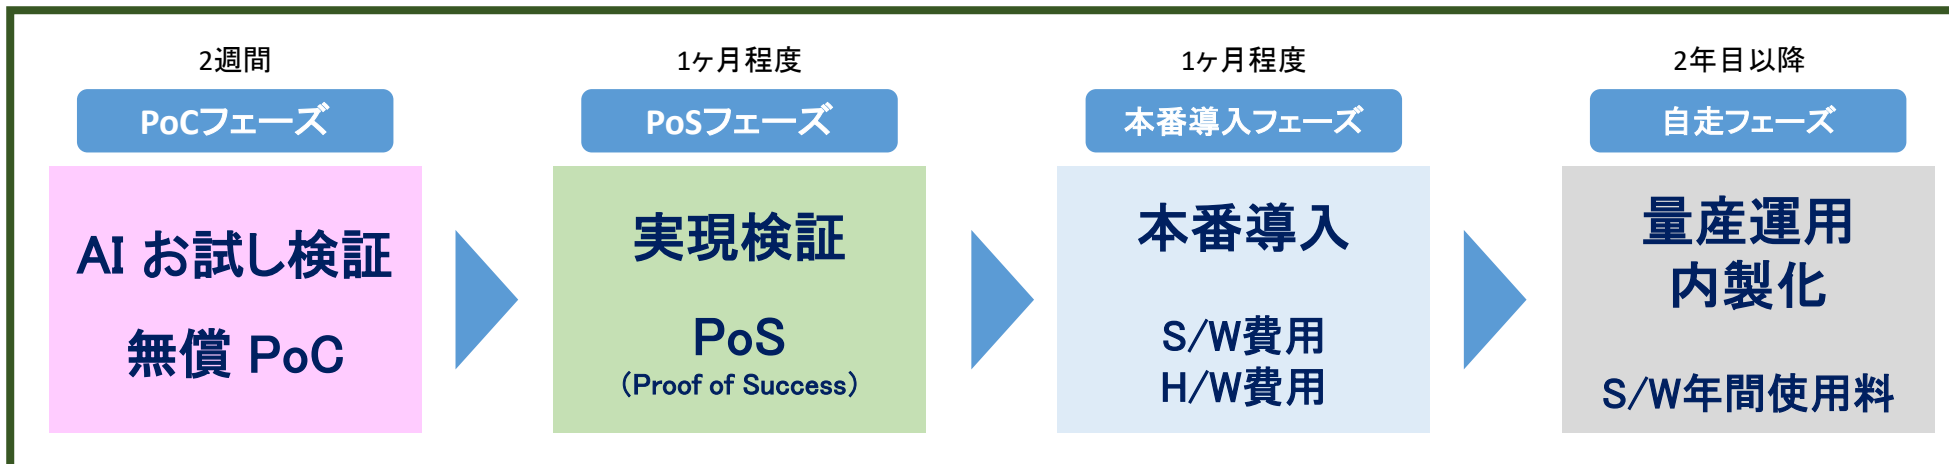 2週間
PoCフェーズ
AI お試し検証
無償 PoC
1ヶ月程度
PoSフェーズ
実現検証
PoS
(Proof of Success)
1ヶ月程度
本番導入フェーズ
本番導入
S/W費用
H/W費用
2年目以降
自走フェーズ
量産運用
内製化
S/W年間使用料